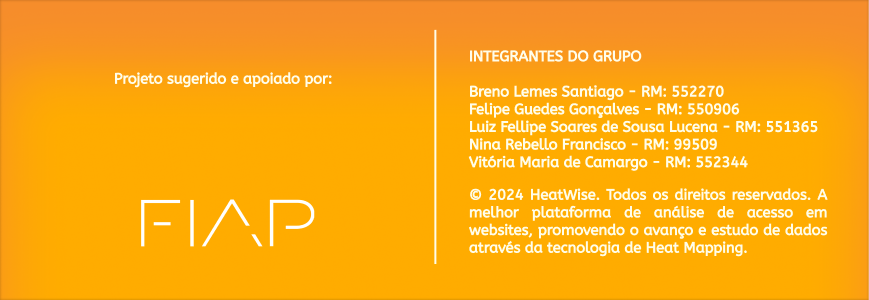 Projeto sugerido e apoiado por:
FIAP
INTEGRANTES DO GRUPO
Breno Lemes Santiago - RM: 552270
Felipe Guedes Gonçalves - RM: 550906
Luiz Fellipe Soares de Sousa Lucena - RM: 551365
Nina Rebello Francisco - RM: 99509
Vitória Maria de Camargo - RM: 552344
© 2024 HeatWise. Todos os direitos reservados. A
melhor plataforma de análise de acesso em
websites, promovendo o avanço e estudo de dados
através da tecnologia de Heat Mapping.